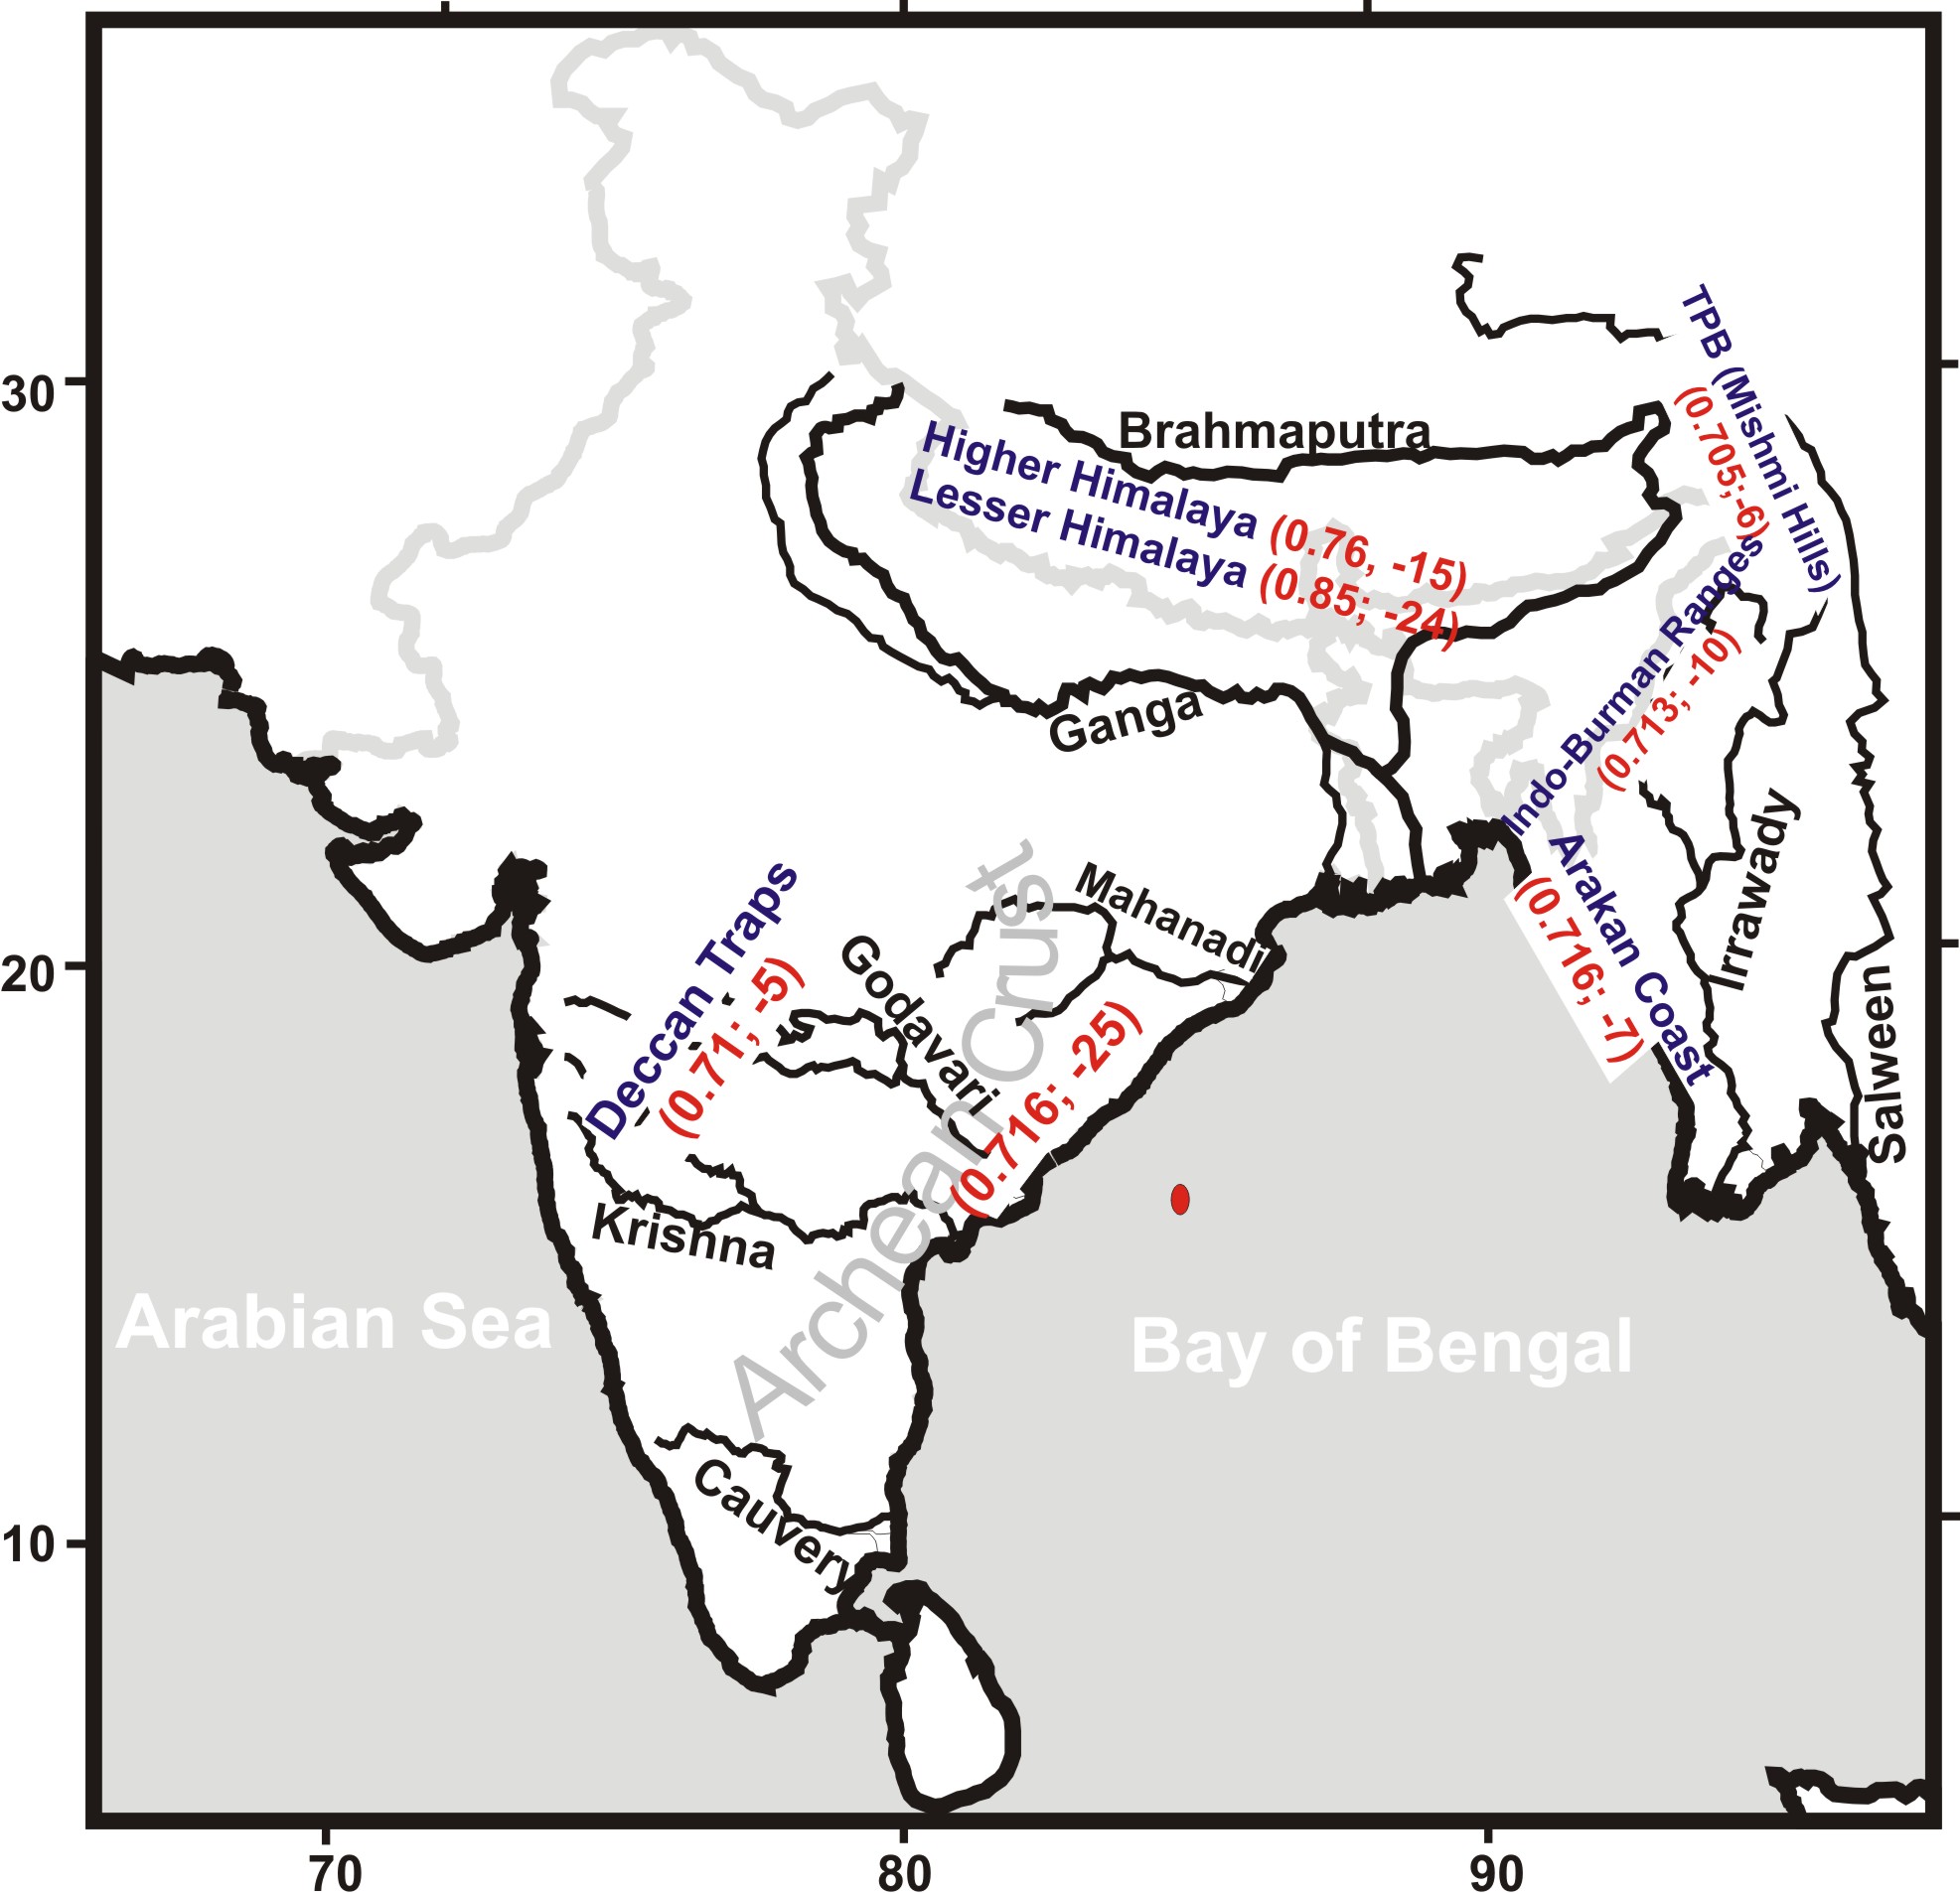 30
20
10
70
80
90
Brahmaputra
Higher Himalaya (0.76, -15)
Lesser Himalaya (0.85; -24)
TPB (Mishmi Hills)
(0.705;-6)
Indo-Burman Ranges
(0.713; -10)
Ganga
Arakan Coast
(0.716; -7)
Irrawady
Salween
Deccan Traps
(0.71; -5)
Godavari
Mahanadi
Archean Crust
(0.716; -25)
Krishna
Cauvery
Arabian Sea
Bay of Bengal